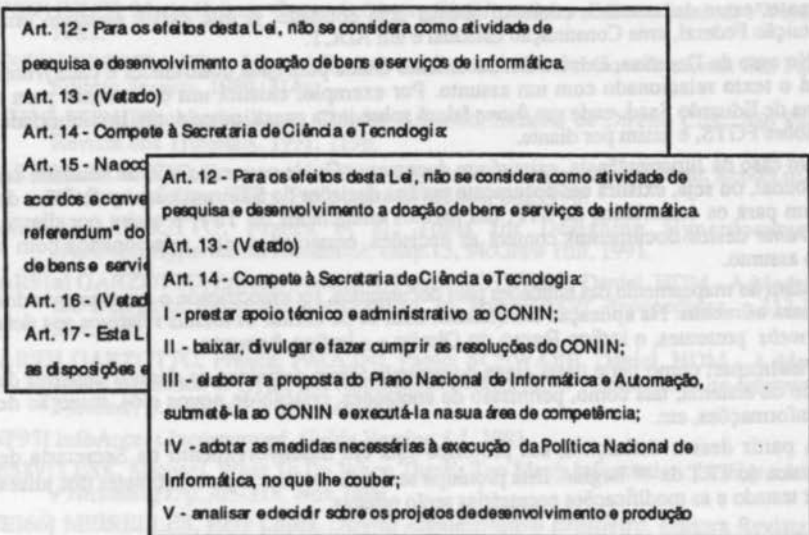 Art. 12 - Para os efeitos desta Lei, não se considera como atividade de
pesquisa e desenvolvimento a doação de bens e serviços de informática.
Art. 13 - (Vetado)
Art. 14 - Compete à Secretaria de Ciência e Tecnologia:
Art. 15 - Na
acordos e
referendum" do
de bens e
Art. 16 -
Art. 17 - Esta
as disposições e
Art. 12 - Para os efeitos desta Lei, não se considera como atividade de
pesquisa e desenvolvimento a doação de bens e serviços de informática.
Art. 13 - (Vetado)
Art. 14 - Compete à Secretaria de Ciência e Tecnologia:
I - prestar apoio técnico e administrativo ao CONIN;
II - baixar, divulgar e fazer cumprir as resoluções do CONIN;
III - elaborar a proposta do Plano Nacional de Informática e Automação,
submetê-la ao CONIN e executá-la na sua área de competência;
IV - adotar as medidas necessárias à execução da Política Nacional de
Informática, no que lhe couber;
V - analisar e decidir sobre os projetos de desenvolvimento e produção